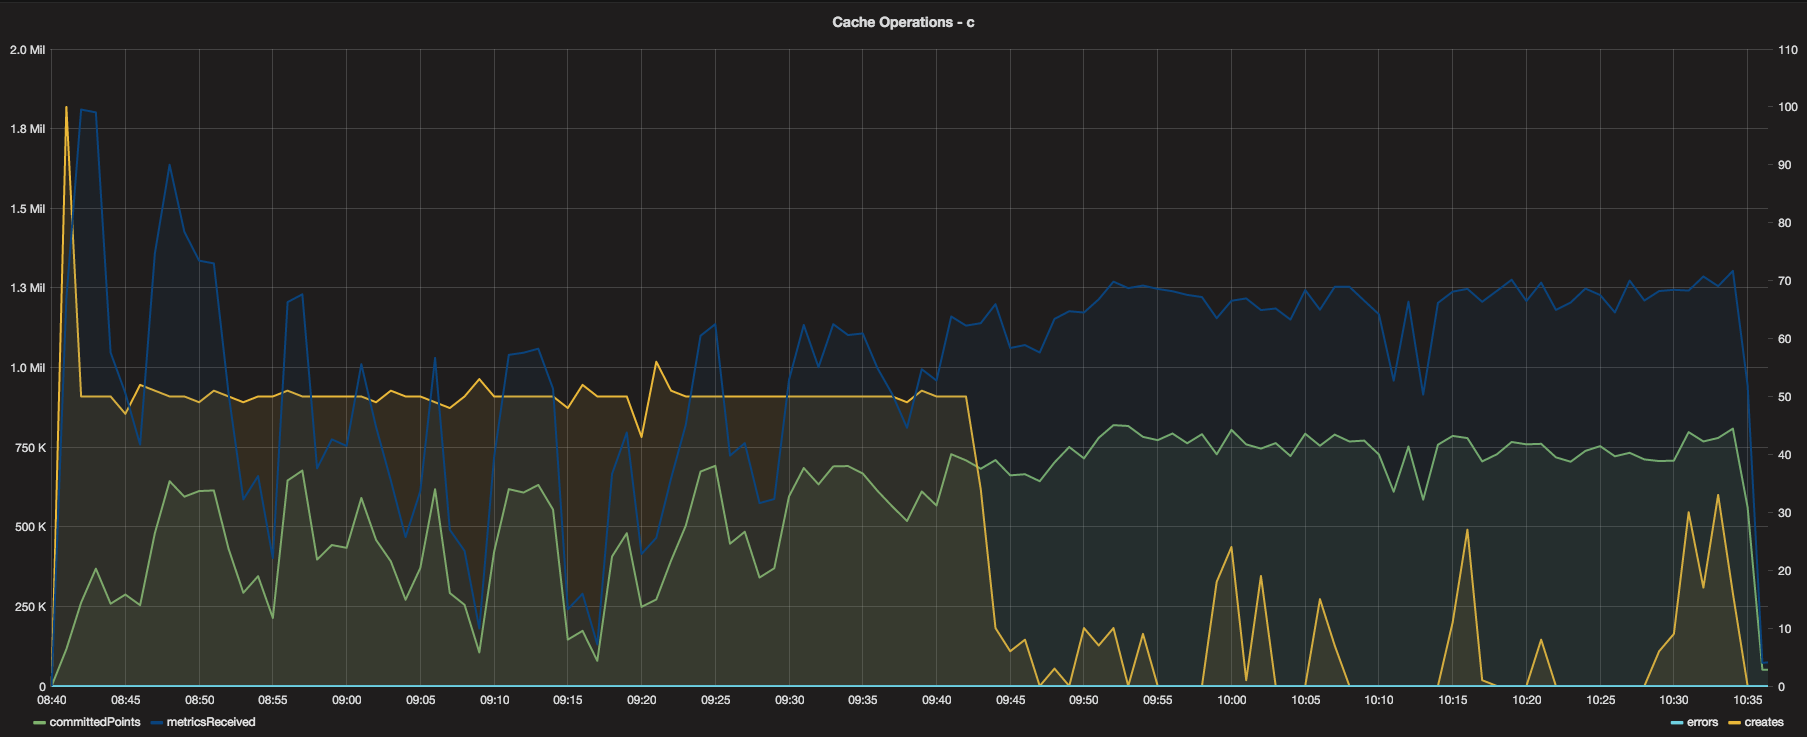 Cache Operations - c
2.0 Mil
1.8 Mil
1.5 Mil
1.3 Mil
1.0 Mil
750 K
500 K
250 K
0
110
100
90
80
70
60
50
40
30
20
10
0
08:40 08:45 08:50 08:55 09:00 09:05 09:10 09:15 09:20 09:25 09:30 09:35 09:40 09:45 09:50 09:55 10:00 10:05 10:10 10:15 10:20 10:25 10:30 10:35
committedPoints metricsReceived errors creates